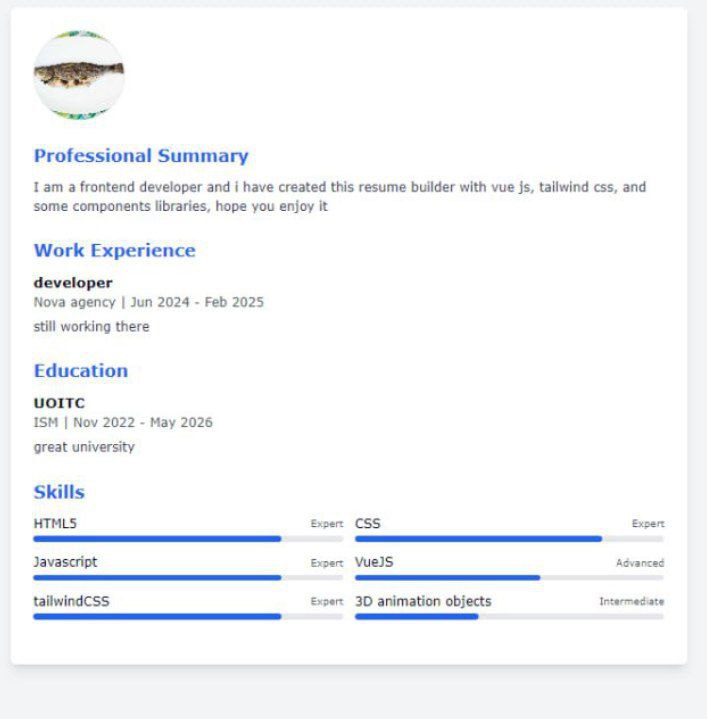 Professional Summary
I am a frontend developer and i have created this resume builder with vue js, tailwind css, and
some components libraries, hope you enjoy it
Work Experience
developer
Nova agency | Jun 2024 - Feb 2025
still working there
Education
UOITC
ISM | Nov 2022 - May 2026
great university
Skills
HTML5 Expert CSS Expert
Javascript Expert VueJS Advanced
tailwindCSS Expert 3D animation objects Intermediate